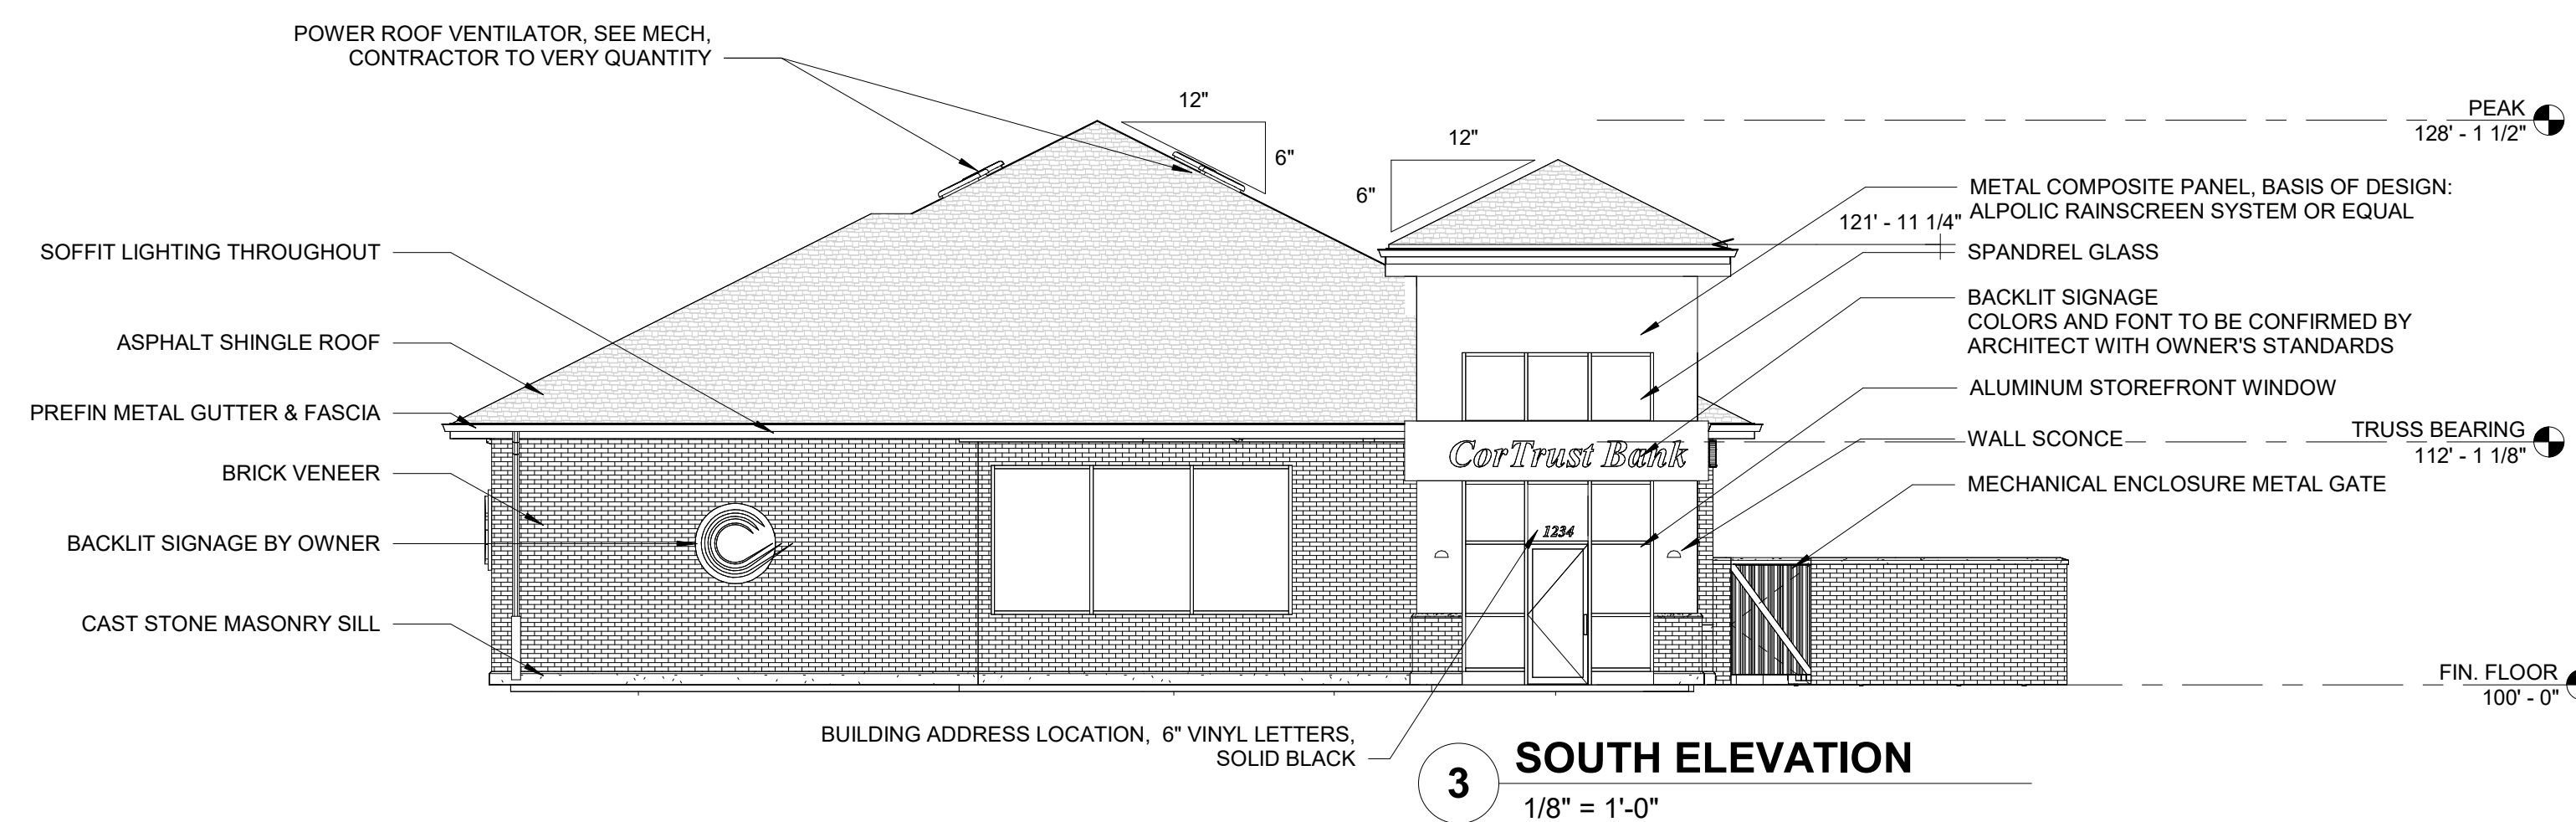 POWER ROOF VENTILATOR, SEE MECH,
CONTRACTOR TO VERY QUANTITY
12"
6"
12"
6"
PEAK
128' - 1 1/2"
METAL COMPOSITE PANEL, BASIS OF DESIGN:
ALPOLIC RAINSCREEN SYSTEM OR EQUAL
121' - 11 1/4"
SPANDREL GLASS
BACKLIT SIGNAGE
COLORS AND FONT TO BE CONFIRMED BY
ARCHITECT WITH OWNER'S STANDARDS
ALUMINUM STOREFRONT WINDOW
WALL SCONCE
TRUSS BEARING
112' - 1 1/8"
MECHANICAL ENCLOSURE METAL GATE
SOFFIT LIGHTING THROUGHOUT
ASPHALT SHINGLE ROOF
PREFIN METAL GUTTER & FASCIA
BRICK VENEER
BACKLIT SIGNAGE BY OWNER
CAST STONE MASONRY SILL
CorTrust Bank
1234
FIN. FLOOR
100' - 0"
BUILDING ADDRESS LOCATION, 6" VINYL LETTERS,
SOLID BLACK
3
SOUTH ELEVATION
1/8" = 1'-0"